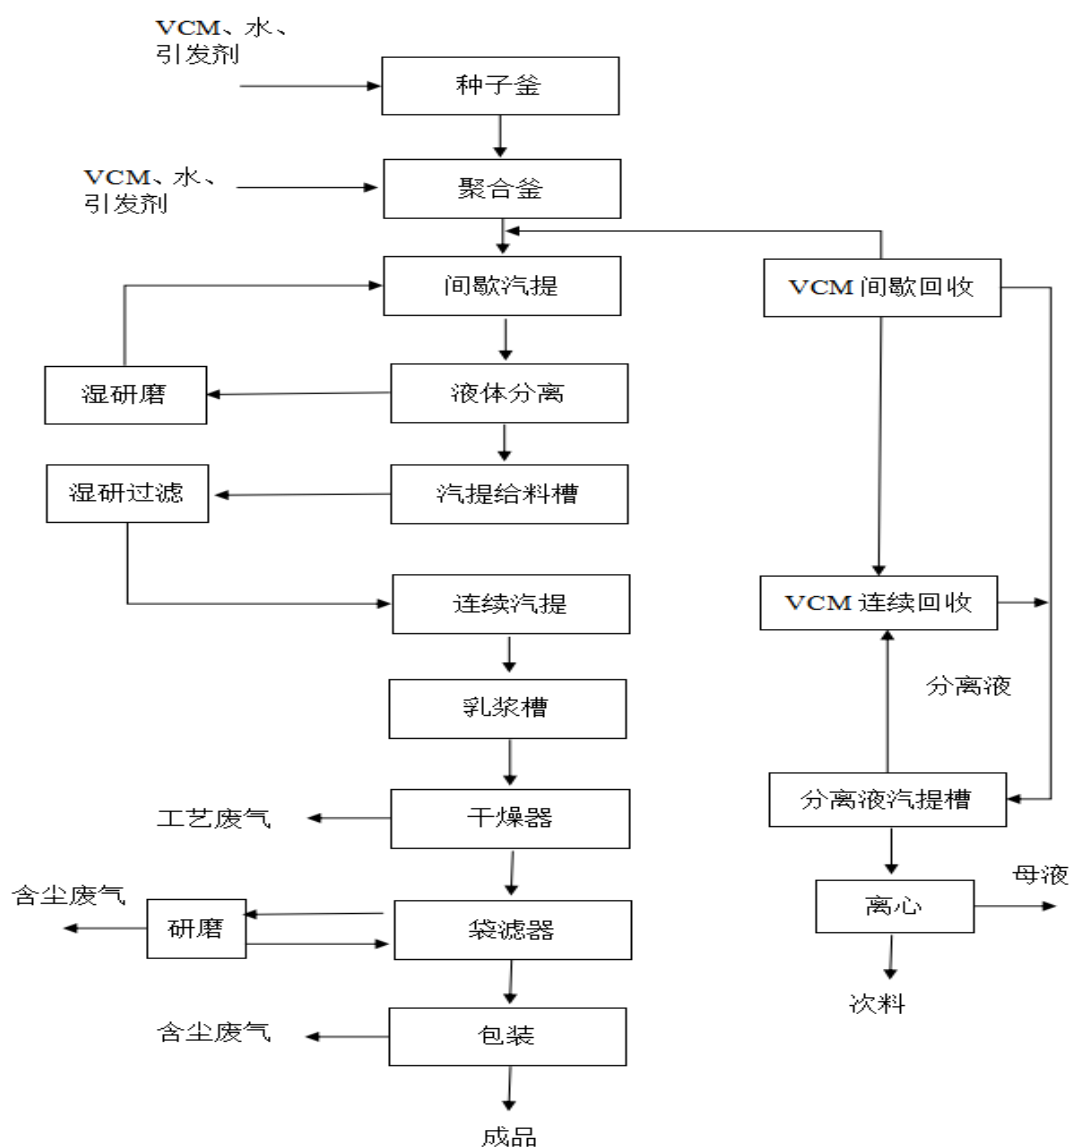 VCM、水、
引发剂
种子釜
VCM、水、
引发剂
聚合釜
间歇汽提
VCM 间歇回收
湿研磨
液体分离
湿研过滤
汽提给料槽
连续汽提
VCM 连续回收
分离液
乳浆槽
工艺废气
干燥器
分离液汽提槽
含尘废气
研磨
袋滤器
离心
母液
次料
含尘废气
包装
成品